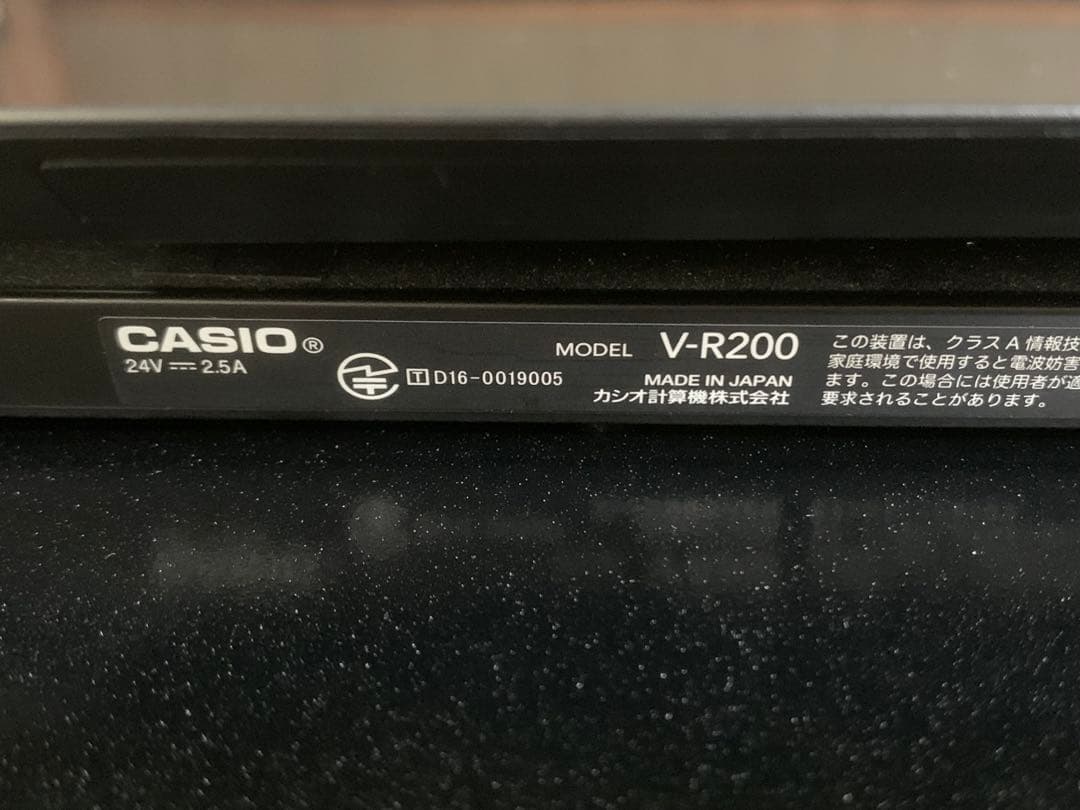 CASIO®
24V ⎓ 2.5A
T D16-0019005
MODEL V-R200
MADE IN JAPAN
カシオ計算機株式会社
この装置は、クラスA情報技
家庭環境で使用すると電波妨害
ます。この場合には使用者が適
要求されることがあります。